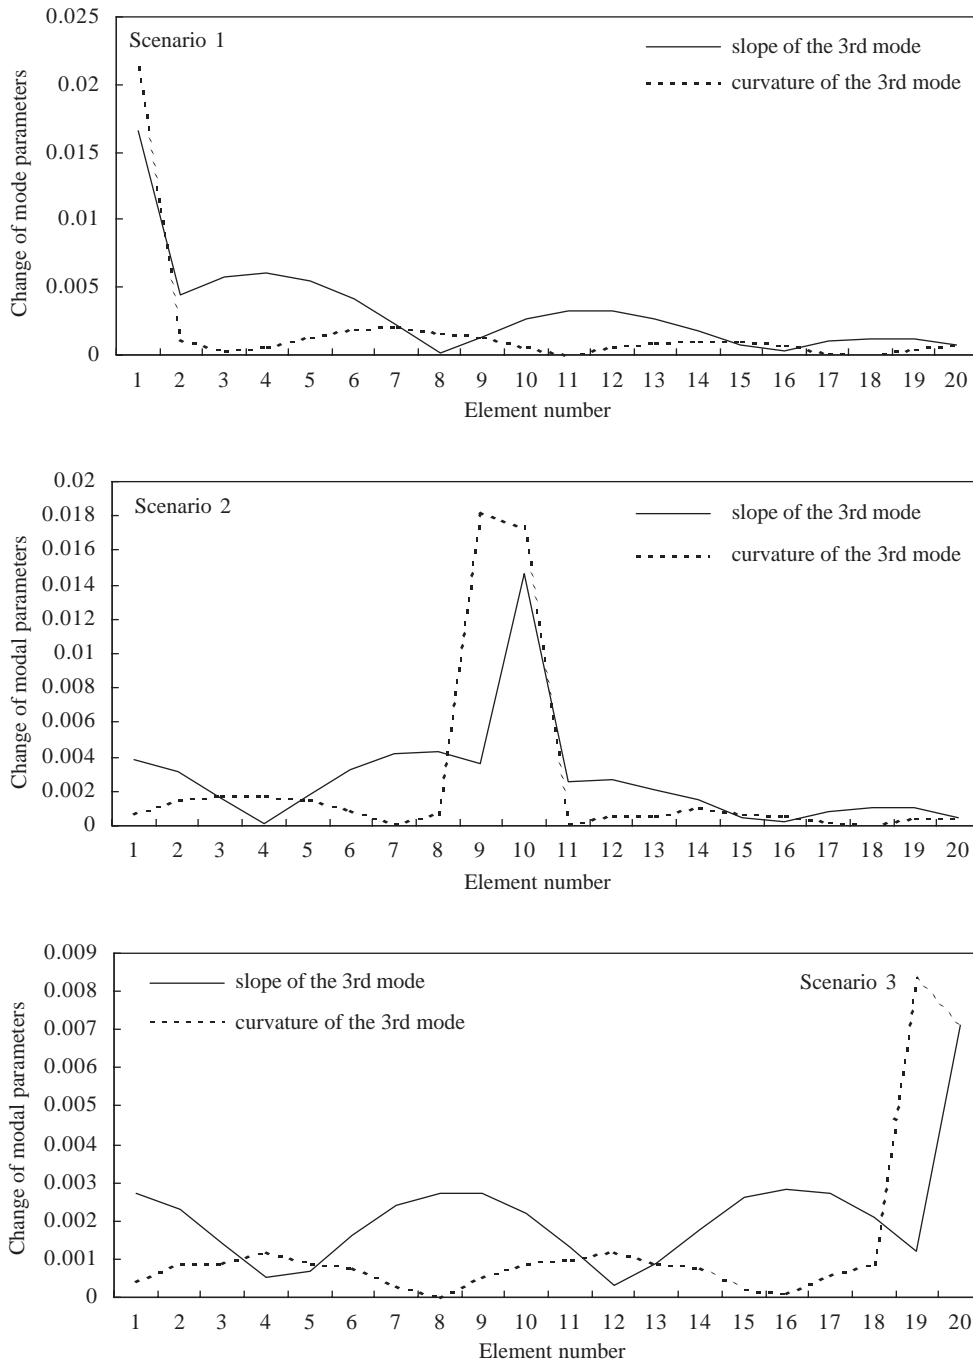 0.025
Scenario 1
slope of the 3rd mode
curvature of the 3rd mode
0.02
0.015
0.01
0.005
0
Change of mode parameters
1 2 3 4 5 6 7 8 9 10 11 12 13 14 15 16 17 18 19 20
Element number
0.02
Scenario 2
slope of the 3rd mode
curvature of the 3rd mode
0.018
0.016
0.014
0.012
0.01
0.008
0.006
0.004
0.002
0
Change of modal parameters
1 2 3 4 5 6 7 8 9 10 11 12 13 14 15 16 17 18 19 20
Element number
0.009
slope of the 3rd mode
curvature of the 3rd mode
Scenario 3
0.008
0.007
0.006
0.005
0.004
0.003
0.002
0.001
0
Change of modal parameters
1 2 3 4 5 6 7 8 9 10 11 12 13 14 15 16 17 18 19 20
Element number